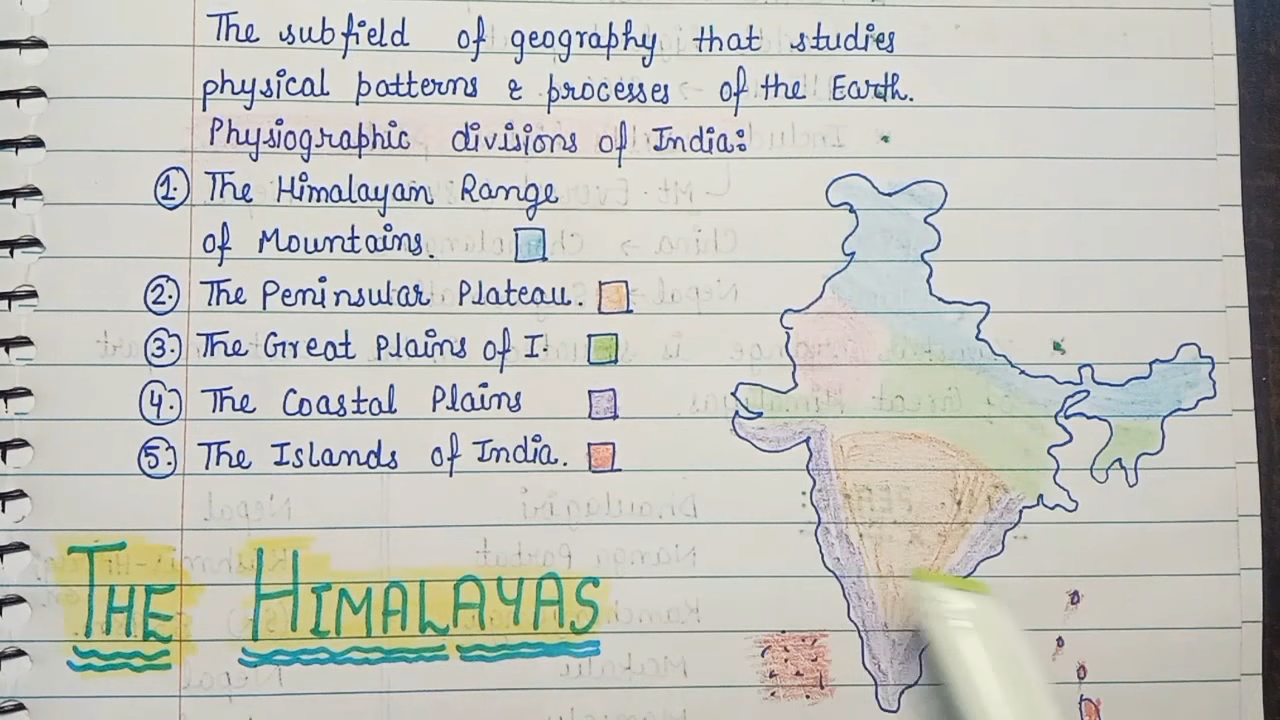 The subfield of geography that studies
physical patterns & processes of the Earth.
Physiographic divisions of India:
1. The Himalayan Range
of Mountains.
2. The Peninsular Plateau.
3. The Great Plains of I.
4. The Coastal Plains
5. The Islands of India.
THE HIMALAYAS